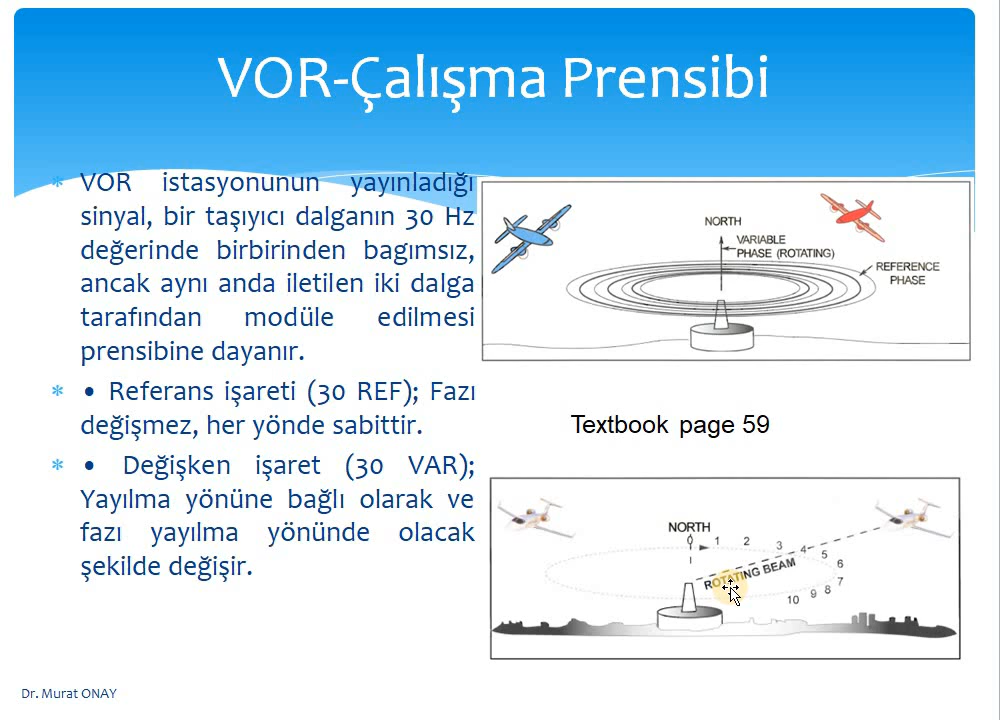 VOR-Çalışma Prensibi
* VOR istasyonunun yayınladığı
sinyal, bir taşıyıcı dalganın 30 Hz
değerinde birbirinden bagımsız,
ancak aynı anda iletilen iki dalga
tarafından modüle edilmesi
prensibine dayanır.
* • Referans işareti (30 REF); Fazı
değişmez, her yönde sabittir.
* • Değişken işaret (30 VAR);
Yayılma yönüne bağlı olarak ve
fazı yayılma yönünde olacak
şekilde değişir.
NORTH
VARIABLE
PHASE (ROTATING)
REFERENCE
PHASE
Textbook page 59
NORTH
0 1 2 3 4 5 6 7 8 9 10
ROTATING BEAM
Dr. Murat ONAY